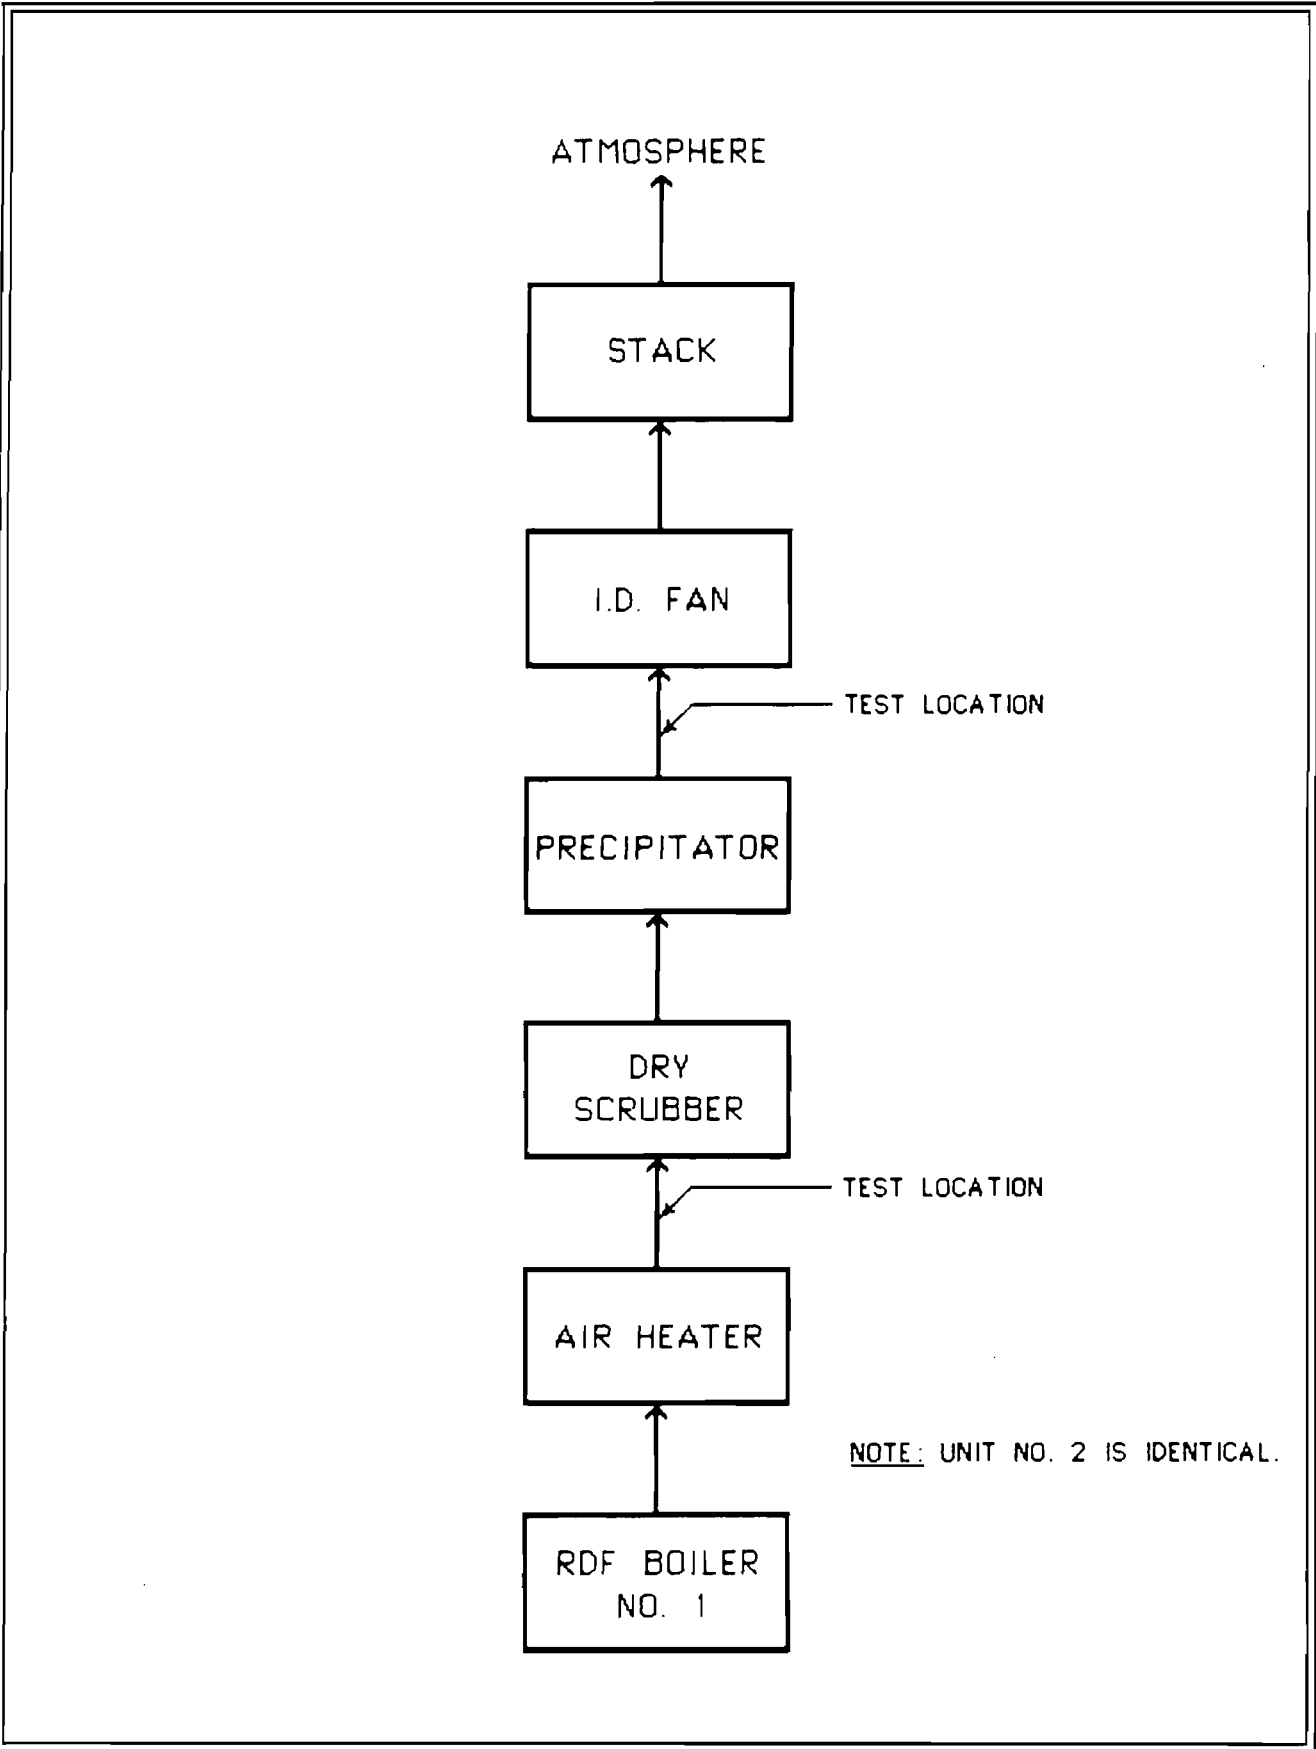 ATMOSPHERE
STACK
I.D. FAN
TEST LOCATION
PRECIPITATOR
DRY
SCRUBBER
TEST LOCATION
AIR HEATER
NOTE: UNIT NO. 2 IS IDENTICAL.
RDF BOILER
NO. 1